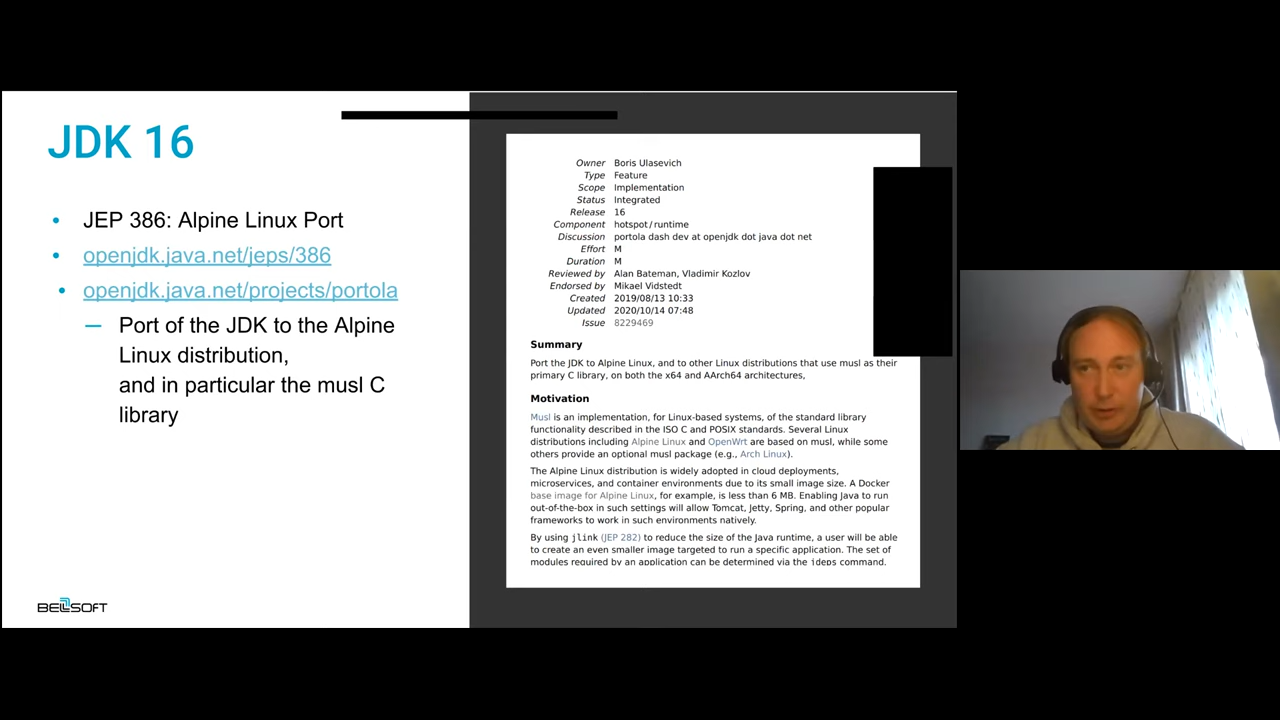 JDK 16
JEP 386: Alpine Linux Port
openjdk.java.net/jeps/386
openjdk.java.net/projects/portola
Port of the JDK to the Alpine
Linux distribution,
and in particular the musl C
library
BELLSOFT
Owner Boris Ulasevich
Type Feature
Scope Implementation
Status Integrated
Release 16
Component hotspot/runtime
Discussion portola dash dev at openjdk dot java dot net
Effort M
Duration M
Reviewed by Alan Bateman, Vladimir Kozlov
Endorsed by Mikael Vidstedt
Created 2019/08/13 10:33
Updated 2020/10/14 07:48
Issue 8229469
Summary
Port the JDK to Alpine Linux, and to other Linux distributions that use musl as their
primary C library, on both the x64 and AArch64 architectures,
Motivation
Musl is an implementation, for Linux-based systems, of the standard library
functionality described in the ISO C and POSIX standards. Several Linux
distributions including Alpine Linux and OpenWrt are based on musl, while some
others provide an optional musl package (e.g., Arch Linux).
The Alpine Linux distribution is widely adopted in cloud deployments,
microservices, and container environments due to its small image size. A Docker
base image for Alpine Linux, for example, is less than 6 MB. Enabling Java to run
out-of-the-box in such settings will allow Tomcat, Jetty, Spring, and other popular
frameworks to work in such environments natively.
By using jlink (JEP 282) to reduce the size of the Java runtime, a user will be able
to create an even smaller image targeted to run a specific application. The set of
modules required by an application can be determined via the jdeps command.